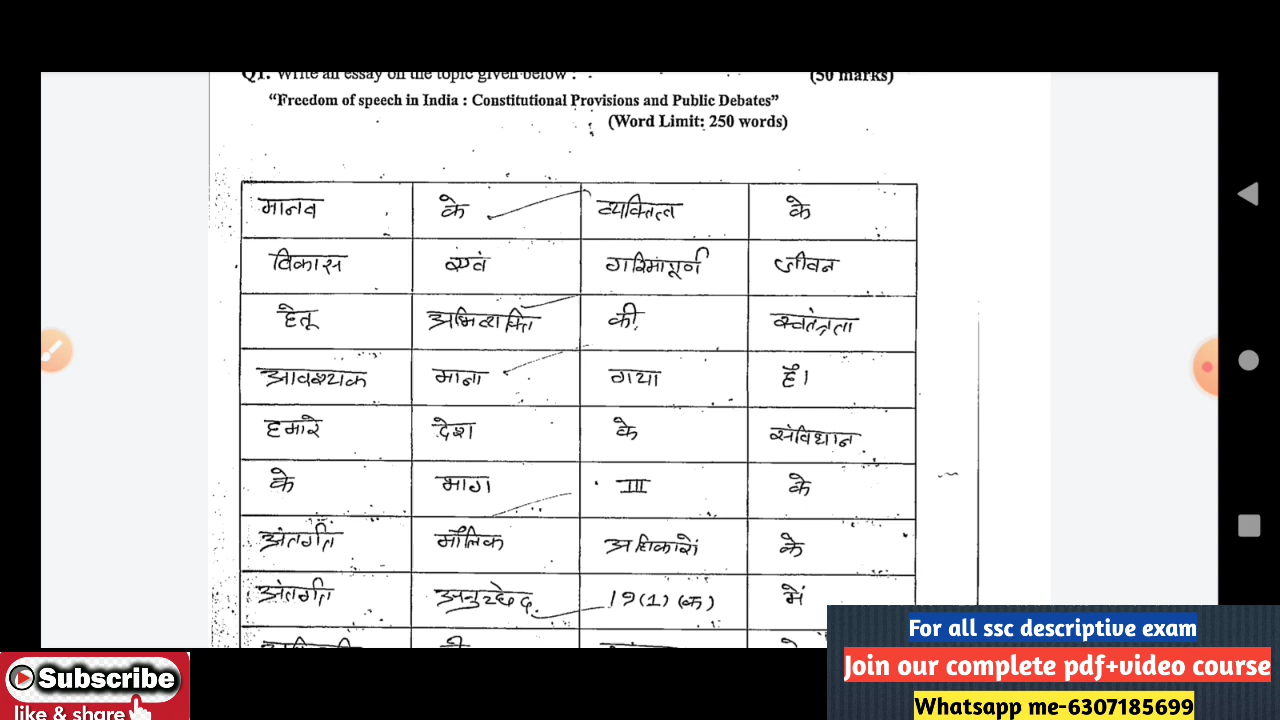 Q1. Write an essay on the topic given below : (50 marks)
"Freedom of speech in India : Constitutional Provisions and Public Debates"
(Word Limit: 250 words)
मानव के व्यक्तित्व के
विकास एवं गरिमापूर्ण जीवन
हेतू अभिव्यक्ति की स्वतंत्रता
आवश्यक माना गया है।
हमारे देश के संविधान
के भाग III के
अंतर्गत मौलिक अधिकारों के
अंतर्गत अनुच्छेद 19(1)(क) में
For all ssc descriptive exam
Join our complete pdf+video course
Whatsapp me-6307185699
Subscribe
like & share